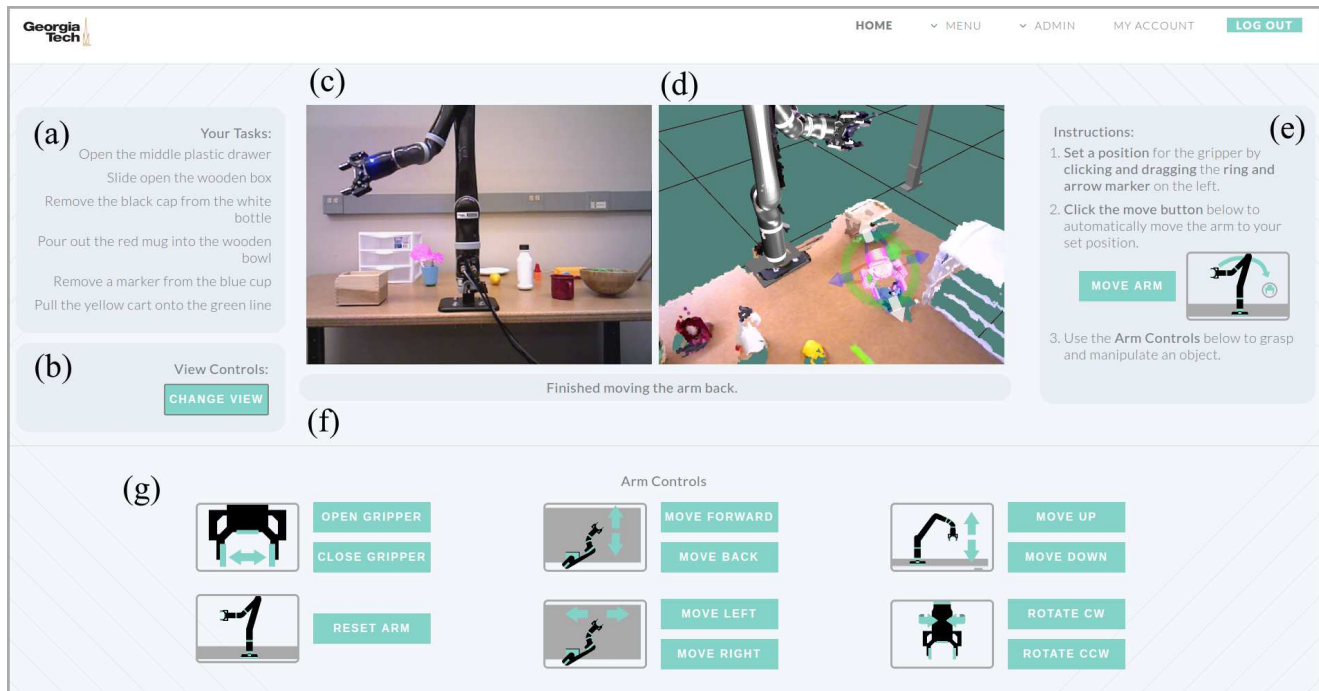 Georgia
Tech
HOME
MENU
ADMIN
MY ACCOUNT
LOG OUT
(a)
Your Tasks:
Open the middle plastic drawer
Slide open the wooden box
Remove the black cap from the white
bottle
Pour out the red mug into the wooden
bowl
Remove a marker from the blue cup
Pull the yellow cart onto the green line
(b)
View Controls:
CHANGE VIEW
(c)
(d)
Finished moving the arm back.
(f)
(e)
Instructions:
1. Set a position for the gripper by
clicking and dragging the ring and
arrow marker on the left.
2. Click the move button below to
automatically move the arm to your
set position.
MOVE ARM
3. Use the Arm Controls below to grasp
and manipulate an object.
(g)
Arm Controls
OPEN GRIPPER
CLOSE GRIPPER
MOVE FORWARD
MOVE BACK
MOVE UP
MOVE DOWN
RESET ARM
MOVE LEFT
MOVE RIGHT
ROTATE CW
ROTATE CCW